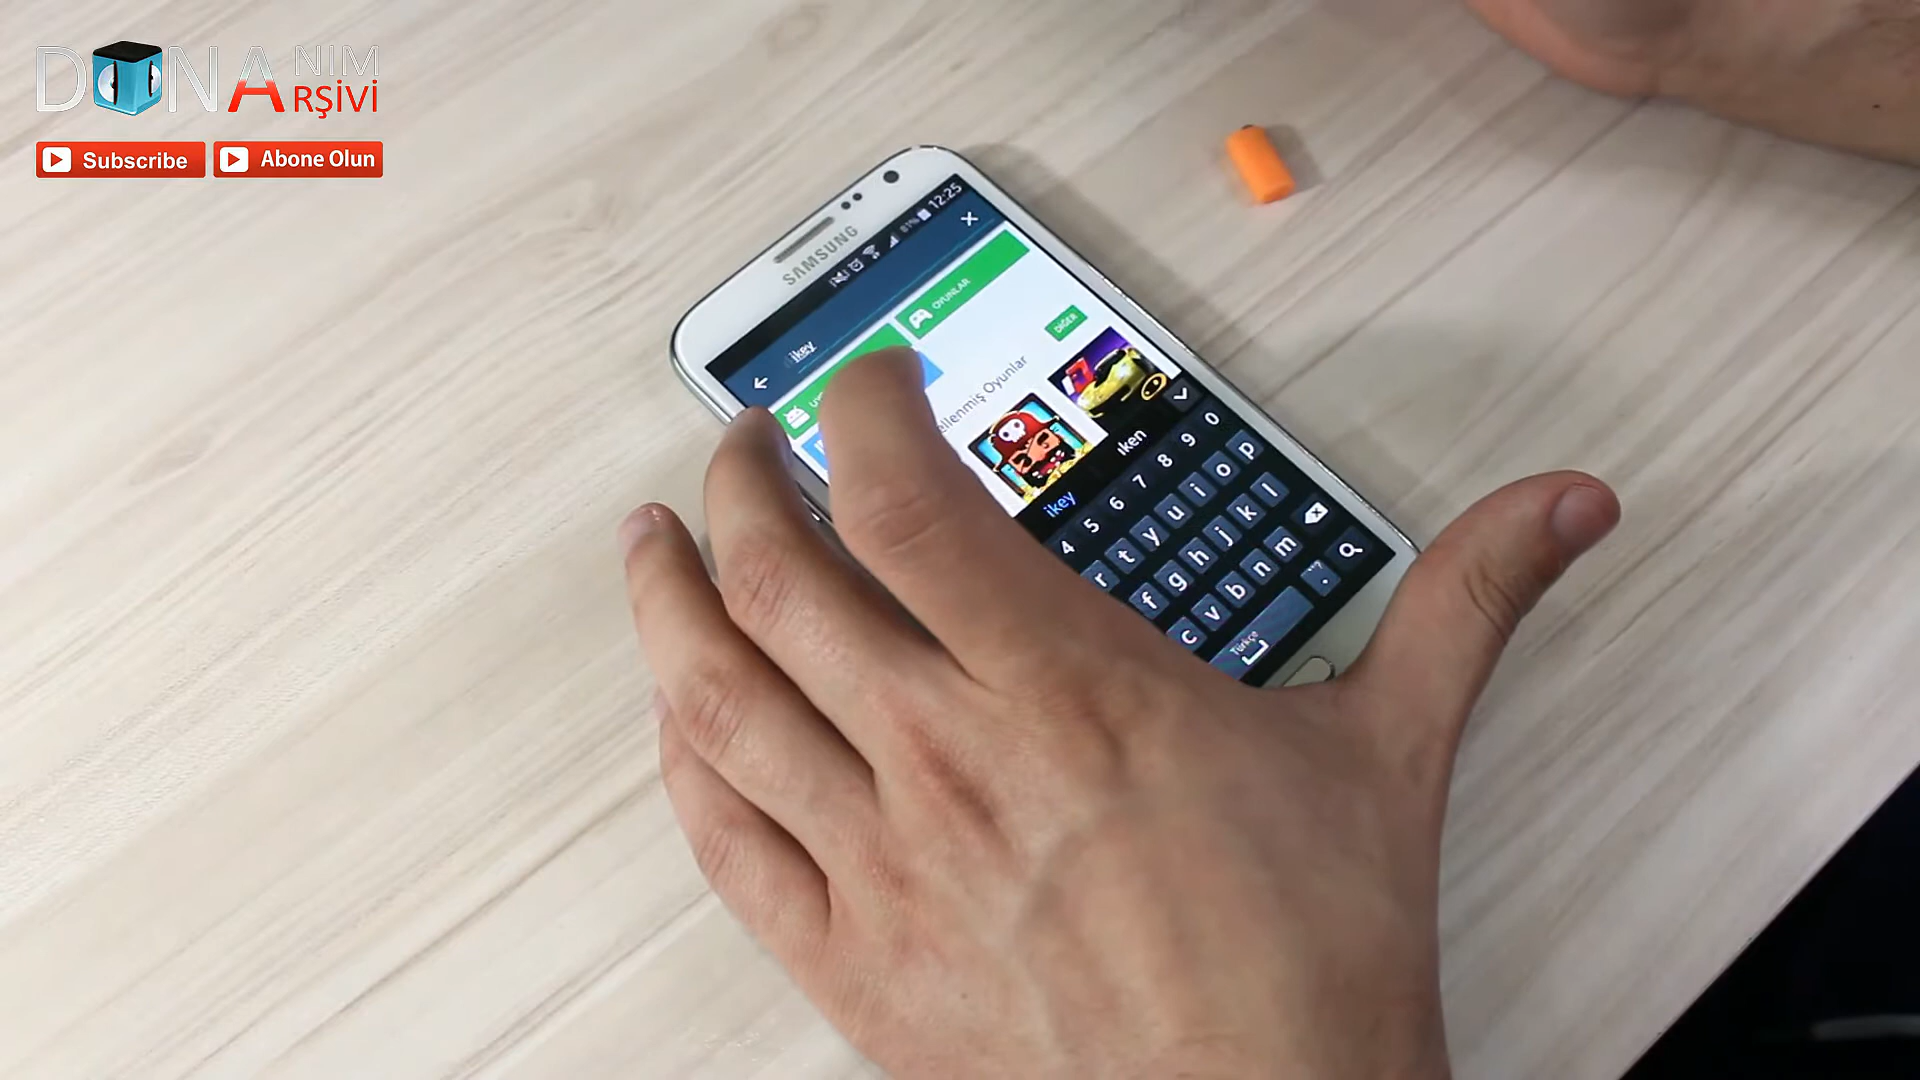 DONANIM
ARŞİVİ
Subscribe
Abone Olun
SAMSUNG
81% 12:25
ikey
OYUNLAR
DİĞER
ellenmiş Oyunlar
ikey iken
4 5 6 7 8 9 0
r t y u i o p
f g h j k l
c v b n m
Türkçe